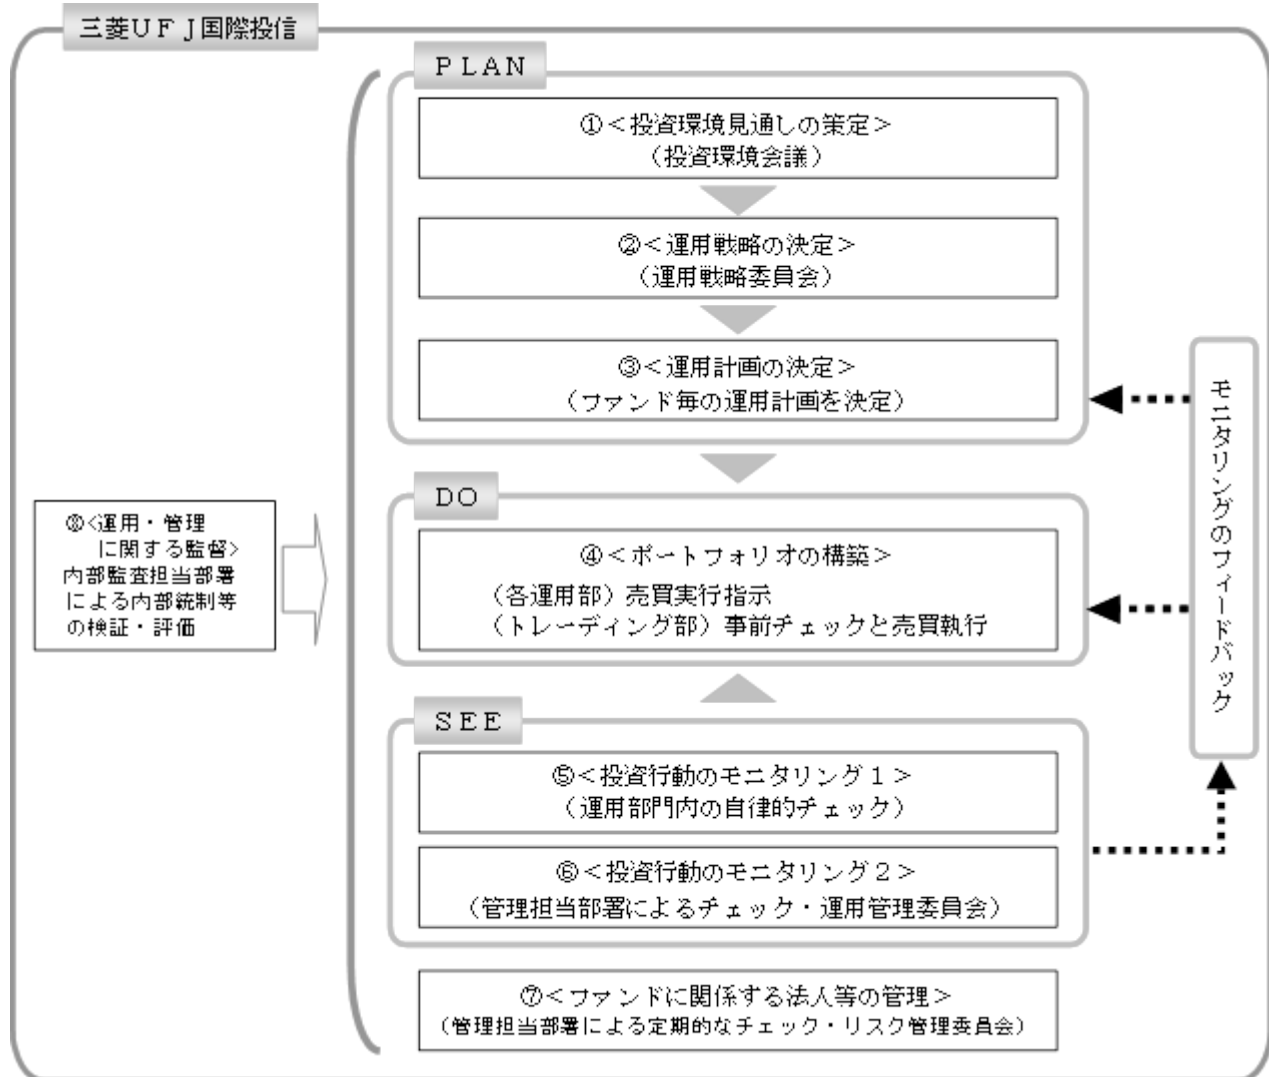 三菱ＵＦＪ国際投信
ＰＬＡＮ
①＜投資環境見通しの策定＞
（投資環境会議）
②＜運用戦略の決定＞
（運用戦略委員会）
③＜運用計画の決定＞
（ファンド毎の運用計画を決定）
ＤＯ
④＜ポートフォリオの構築＞
（各運用部）売買実行指示
（トレーディング部）事前チェックと売買執行
ＳＥＥ
⑤＜投資行動のモニタリング１＞
（運用部門内の自律的チェック）
⑥＜投資行動のモニタリング２＞
（管理担当部署によるチェック・運用管理委員会）
⑦＜ファンドに関係する法人等の管理＞
（管理担当部署による定期的なチェック・リスク管理委員会）
⑧＜運用・管理
に関する監督＞
内部監査担当部署
による内部統制等
の検証・評価
モニタリングのフィードバック